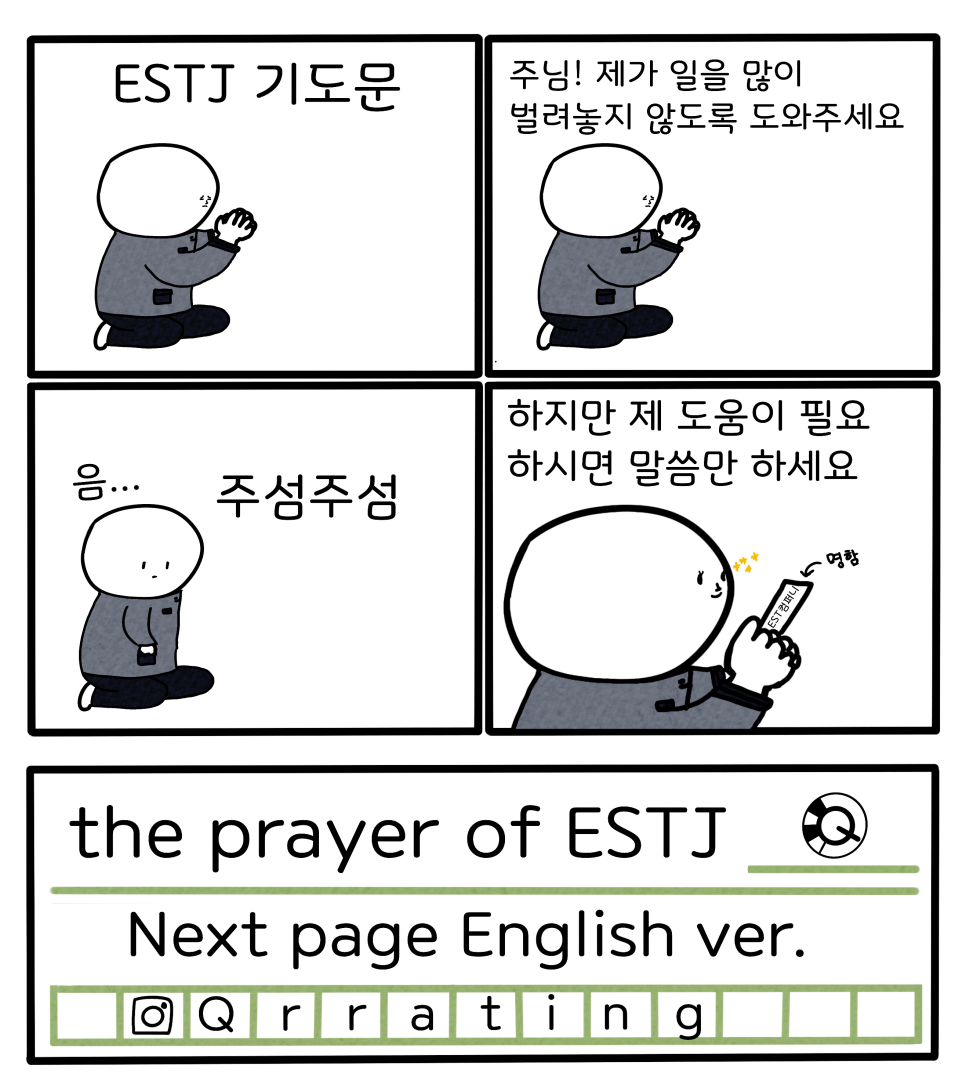 ESTJ 기도문
주님! 제가 일을 많이
벌려놓지 않도록 도와주세요
음...
주섬주섬
하지만 제 도움이 필요
하시면 말씀만 하세요
명함
EST컴퍼니
the prayer of ESTJ
Next page English ver.
Qrrating